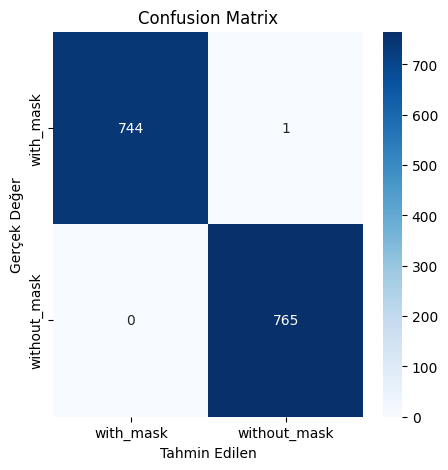 Confusion Matrix
Gerçek Değer
with_mask
without_mask
744 1
0 765
with_mask without_mask
Tahmin Edilen
700
600
500
400
300
200
100
0